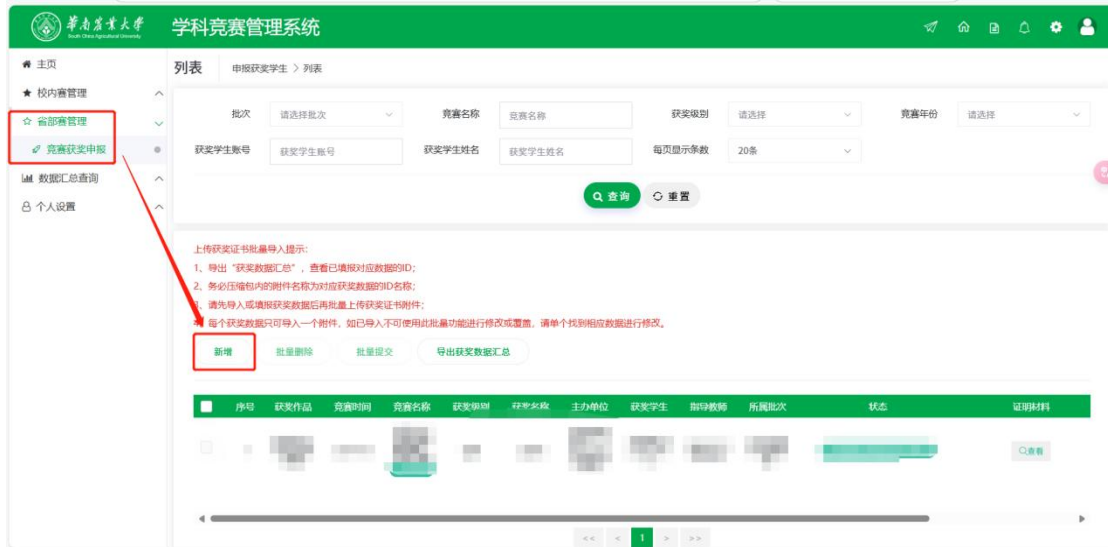 华南农业大学
South China Agricultural University
学科竞赛管理系统
主页
校内赛管理
省部赛管理
竞赛获奖申报
数据汇总查询
个人设置
列表 申报获奖学生 > 列表
批次 请选择批次 竞赛名称 竞赛名称 获奖级别 请选择 竞赛年份 请选择
获奖学生账号 获奖学生账号 获奖学生姓名 获奖学生姓名 每页显示条数 20条
查询 重置
上传获奖证书批量导入提示:
1、导出“获奖数据汇总”，查看已填报对应数据的ID;
2、务必压缩包内的附件名称为对应获奖数据的ID名称;
、请先导入或填报获奖数据后再批量上传获奖证书附件;
每个获奖数据只可导入一个附件，如已导入不可使用此批量功能进行修改或覆盖，请单个找到相应数据进行修改。
新增 批量删除 批量提交 导出获奖数据汇总
序号 获奖作品 竞赛时间 竞赛名称 获奖级别 获奖名称 主办单位 获奖学生 指导教师 所属批次 状态 证明材料
查看
<< < 1 > >>